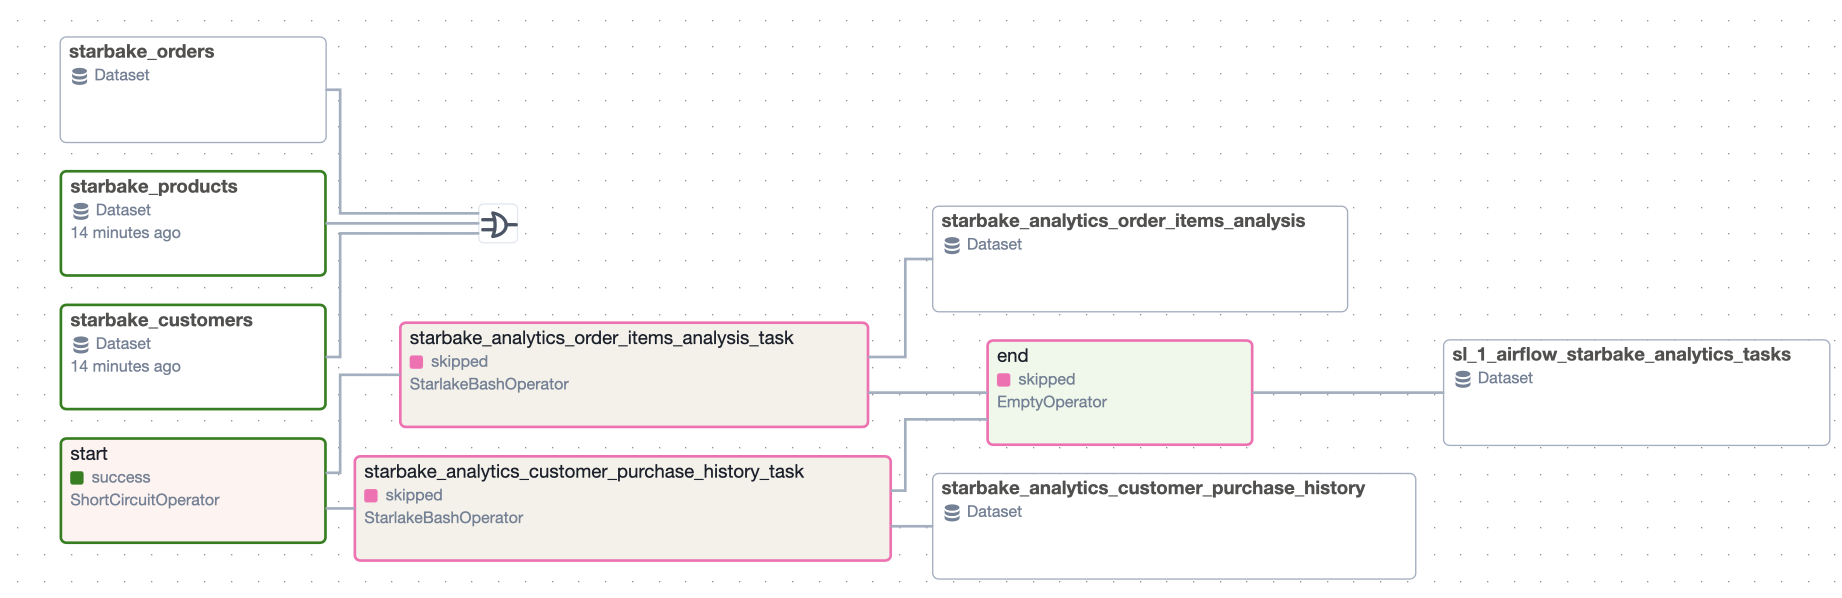 starbake_orders
Dataset
starbake_products
Dataset
14 minutes ago
starbake_customers
Dataset
14 minutes ago
start
success
ShortCircuitOperator
starbake_analytics_order_items_analysis_task
skipped
StarlakeBashOperator
starbake_analytics_customer_purchase_history_task
skipped
StarlakeBashOperator
starbake_analytics_order_items_analysis
Dataset
end
skipped
EmptyOperator
starbake_analytics_customer_purchase_history
Dataset
sl_1_airflow_starbake_analytics_tasks
Dataset